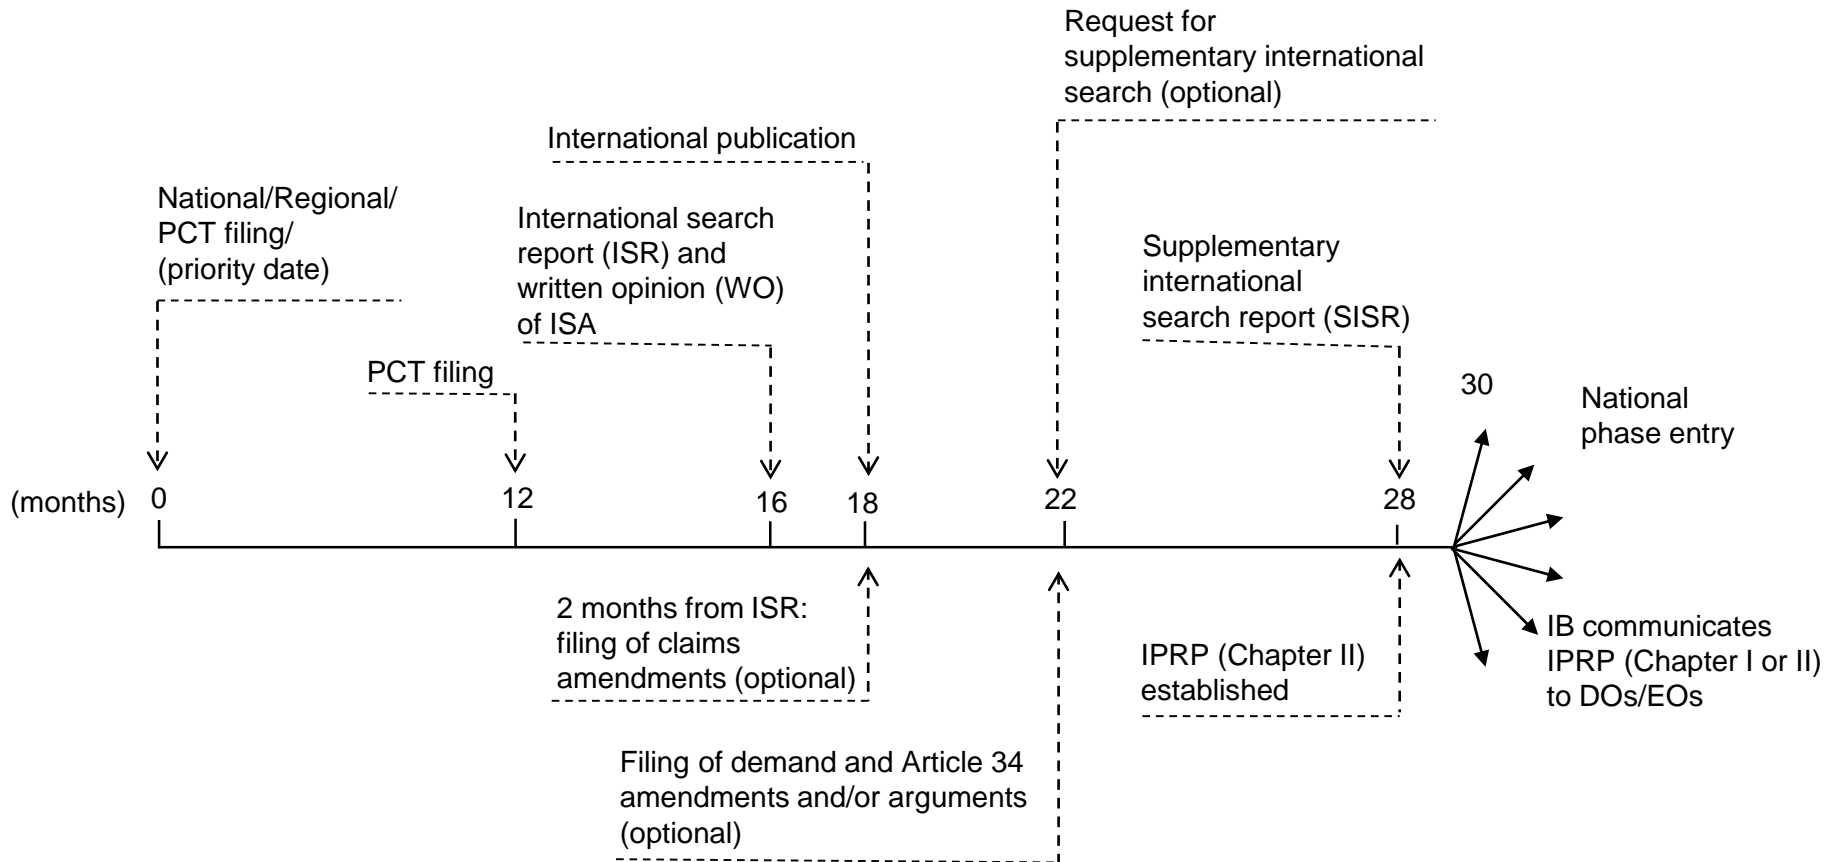 Request for
supplementary international
search (optional)
International publication
National/Regional/
PCT filing/
(priority date)
International search
report (ISR) and
written opinion (WO)
of ISA
Supplementary
international
search report (SISR)
PCT filing
30
National
phase entry
(months) 0 12 16 18 22 28
2 months from ISR:
filing of claims
amendments (optional)
IPRP (Chapter II)
established
IB communicates
IPRP (Chapter I or II)
to DOs/EOs
Filing of demand and Article 34
amendments and/or arguments
(optional)